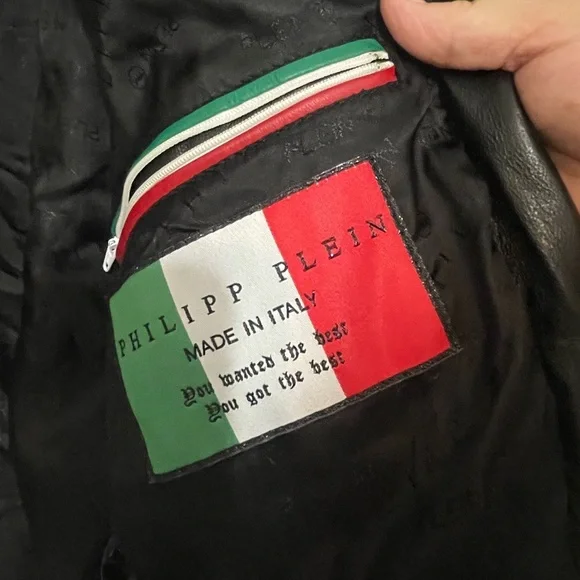 PHILIPP PLEIN
MADE IN ITALY
You wanted the best
You got the best